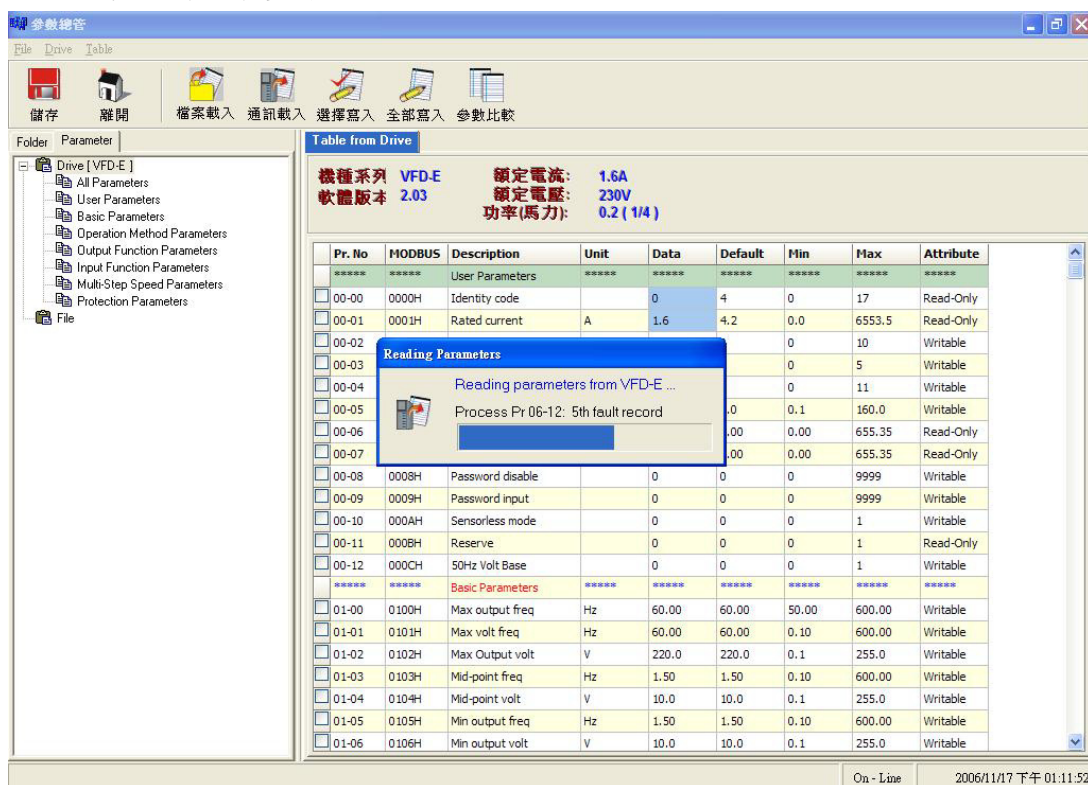 參數總管
File Drive Table
儲存 離開 檔案載入 通訊載入 選擇寫入 全部寫入 參數比較
Folder Parameter
Drive [ VFD-E ]
All Parameters
User Parameters
Basic Parameters
Operation Method Parameters
Output Function Parameters
Input Function Parameters
Multi-Step Speed Parameters
Protection Parameters
File
Table from Drive
機種系列 VFD-E 額定電流: 1.6A
軟體版本 2.03 額定電壓: 230V
功率(馬力): 0.2 ( 1/4 )
Pr. No MODBUS Description Unit Data Default Min Max Attribute
***** ***** User Parameters ***** ***** ***** ***** ***** *****
00-00 0000H Identity code 0 4 0 17 Read-Only
00-01 0001H Rated current A 1.6 4.2 0.0 6553.5 Read-Only
00-02 0 10 Writable
00-03 0 5 Writable
00-04 0 11 Writable
00-05 .0 0.1 160.0 Writable
00-06 .00 0.00 655.35 Read-Only
00-07 .00 0.00 655.35 Read-Only
00-08 0008H Password disable 0 0 0 9999 Writable
00-09 0009H Password input 0 0 0 9999 Writable
00-10 000AH Sensorless mode 0 0 0 1 Writable
00-11 000BH Reserve 0 0 0 1 Read-Only
00-12 000CH 50Hz Volt Base 0 0 0 1 Writable
***** ***** Basic Parameters ***** ***** ***** ***** ***** *****
01-00 0100H Max output freq Hz 60.00 60.00 50.00 600.00 Writable
01-01 0101H Max volt freq Hz 60.00 60.00 0.10 600.00 Writable
01-02 0102H Max Output volt V 220.0 220.0 0.1 255.0 Writable
01-03 0103H Mid-point freq Hz 1.50 1.50 0.10 600.00 Writable
01-04 0104H Mid-point volt V 10.0 10.0 0.1 255.0 Writable
01-05 0105H Min output freq Hz 1.50 1.50 0.10 600.00 Writable
01-06 0106H Min output volt V 10.0 10.0 0.1 255.0 Writable
Reading Parameters
Reading parameters from VFD-E ...
Process Pr 06-12: 5th fault record
On - Line 2006/11/17 下午 01:11:52